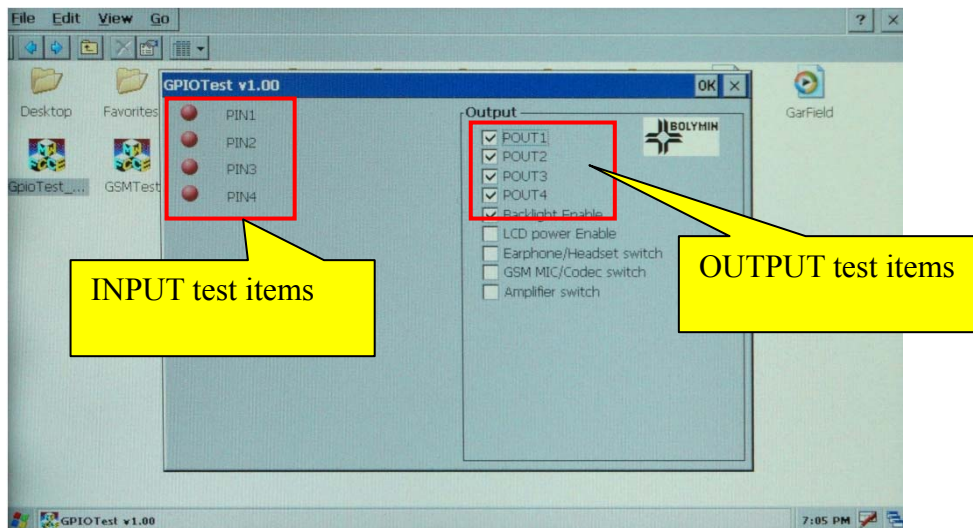 File Edit View Go
?
Desktop
Favorites
GarField
GpioTest_...
GSMTest
GPIOTest v1.00
OK
PIN1
PIN2
PIN3
PIN4
Output
BOLYMIN
POUT1
POUT2
POUT3
POUT4
Backlight Enable
LCD power Enable
Earphone/Headset switch
GSM MIC/Codec switch
Amplifier switch
INPUT test items
OUTPUT test items
GPIOTest v1.00
7:05 PM